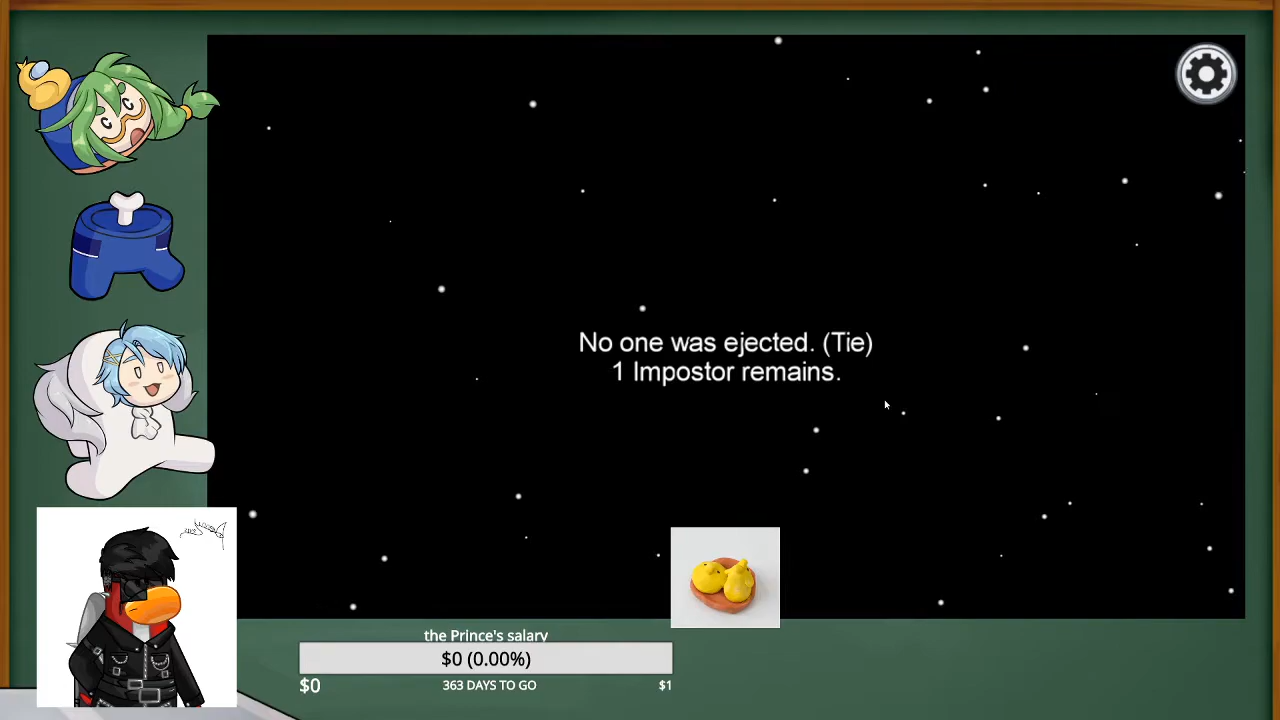 No one was ejected. (Tie)
1 Impostor remains.
the Prince's salary
$0 (0.00%)
$0
363 DAYS TO GO
$1